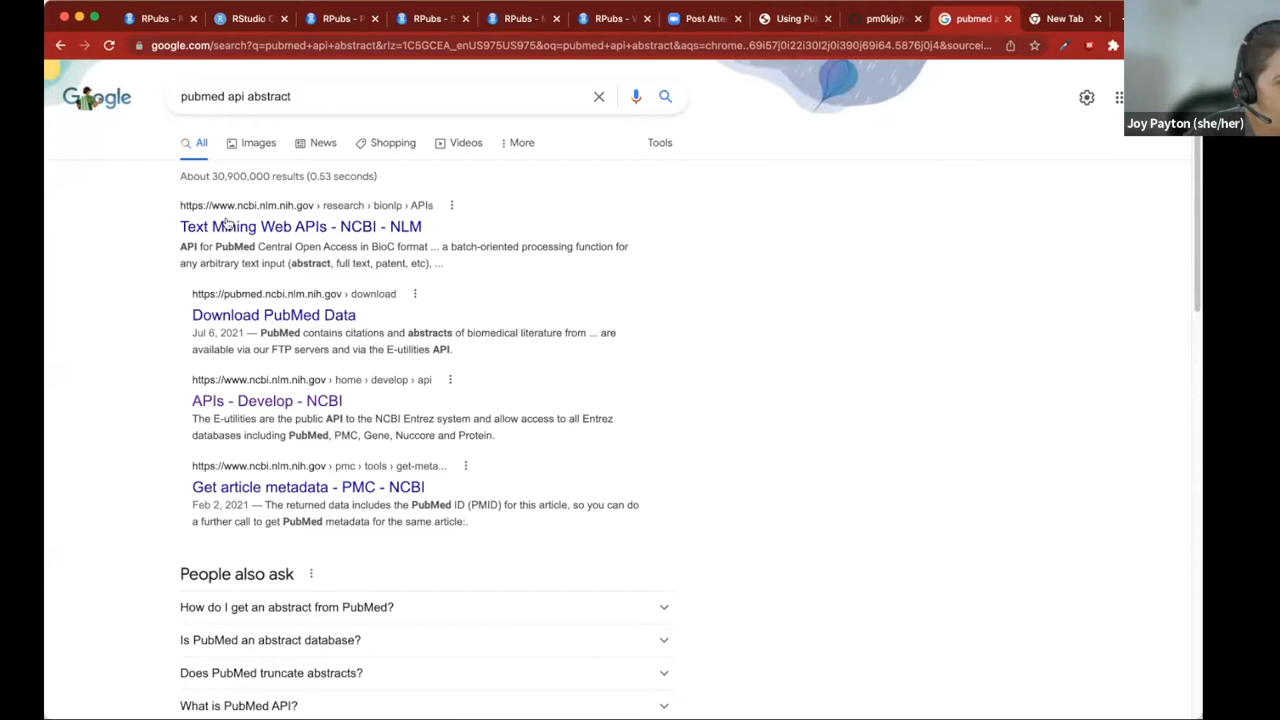 RPubs -
RStudio C
RPubs - F
RPubs -
RPubs -
RPubs -
Post Atte
Using Pu
pm0kjp/r
pubmed a
New Tab
google.com/search?q=pubmed+api+abstract&rlz=1C5GCEA_enUS975US975&oq=pubmed+api+abstract&aqs=chrome..69i57j0i22i30l2j0i390j69i64.5876j0j4&sourcei...
Google
pubmed api abstract
Joy Payton (she/her)
All
Images
News
Shopping
Videos
More
Tools
About 30,900,000 results (0.53 seconds)
https://www.ncbi.nlm.nih.gov › research › bionlp › APIs
Text Mining Web APIs - NCBI - NLM
API for PubMed Central Open Access in BioC format ... a batch-oriented processing function for
any arbitrary text input (abstract, full text, patent, etc), ...
https://pubmed.ncbi.nlm.nih.gov › download
Download PubMed Data
Jul 6, 2021 — PubMed contains citations and abstracts of biomedical literature from ... are
available via our FTP servers and via the E-utilities API.
https://www.ncbi.nlm.nih.gov › home › develop › api
APIs - Develop - NCBI
The E-utilities are the public API to the NCBI Entrez system and allow access to all Entrez
databases including PubMed, PMC, Gene, Nuccore and Protein.
https://www.ncbi.nlm.nih.gov › pmc › tools › get-meta...
Get article metadata - PMC - NCBI
Feb 2, 2021 — The returned data includes the PubMed ID (PMID) for this article, so you can do
a further call to get PubMed metadata for the same article:.
People also ask
How do I get an abstract from PubMed?
Is PubMed an abstract database?
Does PubMed truncate abstracts?
What is PubMed API?